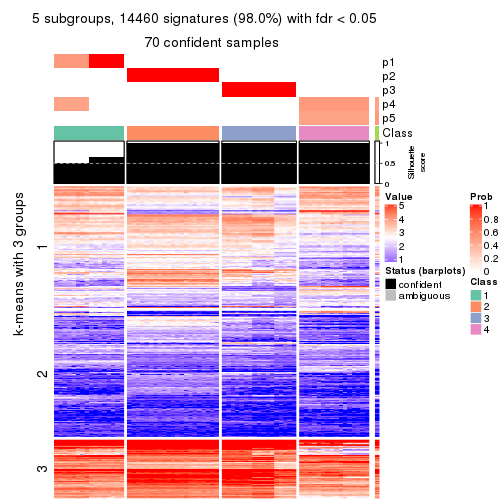 5 subgroups, 14460 signatures (98.0%) with fdr < 0.05
70 confident samples
p1
p2
p3
p4
p5
Class
1
0.5
0
Silhouette
score
k-means with 3 groups
1
2
3
Value
5
4
3
2
1
Status (barplots)
confident
ambiguous
Prob
1
0.8
0.6
0.4
0.2
0
Class
1
2
3
4